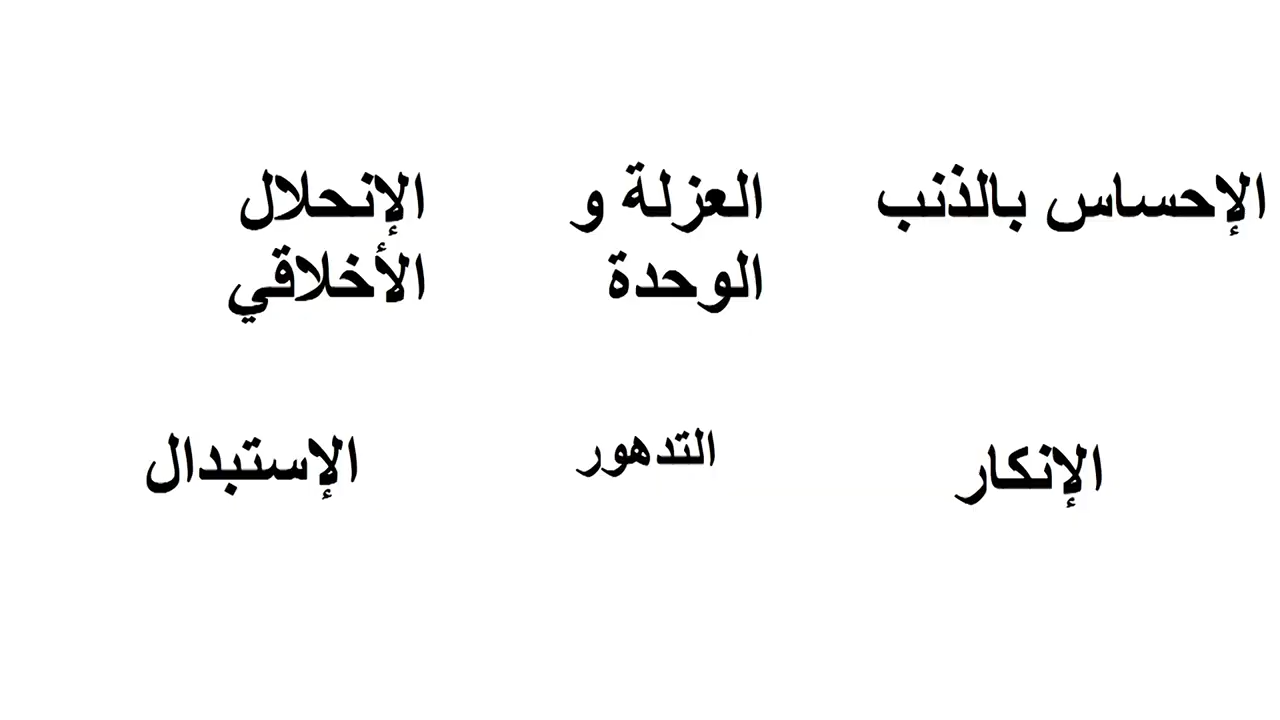 الإحساس بالذنب
العزلة و
الوحدة
الإنحلال
الأخلاقي
الإنكار
التدهور
الإستبدال